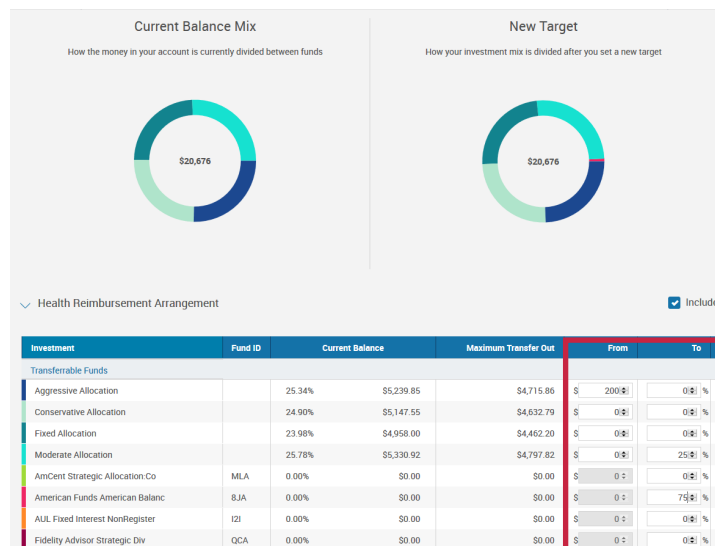 Current Balance Mix
New Target
How the money in your account is currently divided between funds
How your investment mix is divided after you set a new target
$20,676
$20,676
Health Reimbursement Arrangement
Include
Investment Fund ID Current Balance Maximum Transfer Out From To
Transferrable Funds
Aggressive Allocation 25.34% $5,239.85 $4,715.86 $ 200 0 %
Conservative Allocation 24.90% $5,147.55 $4,632.79 $ 0 0 %
Fixed Allocation 23.98% $4,958.00 $4,462.20 $ 0 0 %
Moderate Allocation 25.78% $5,330.92 $4,797.82 $ 0 25 %
AmCent Strategic Allocation:Co MLA 0.00% $0.00 $0.00 $ 0 0 %
American Funds American Balanc 8JA 0.00% $0.00 $0.00 $ 0 75 %
AUL Fixed Interest NonRegister I2I 0.00% $0.00 $0.00 $ 0 0 %
Fidelity Advisor Strategic Div QCA 0.00% $0.00 $0.00 $ 0 0 %